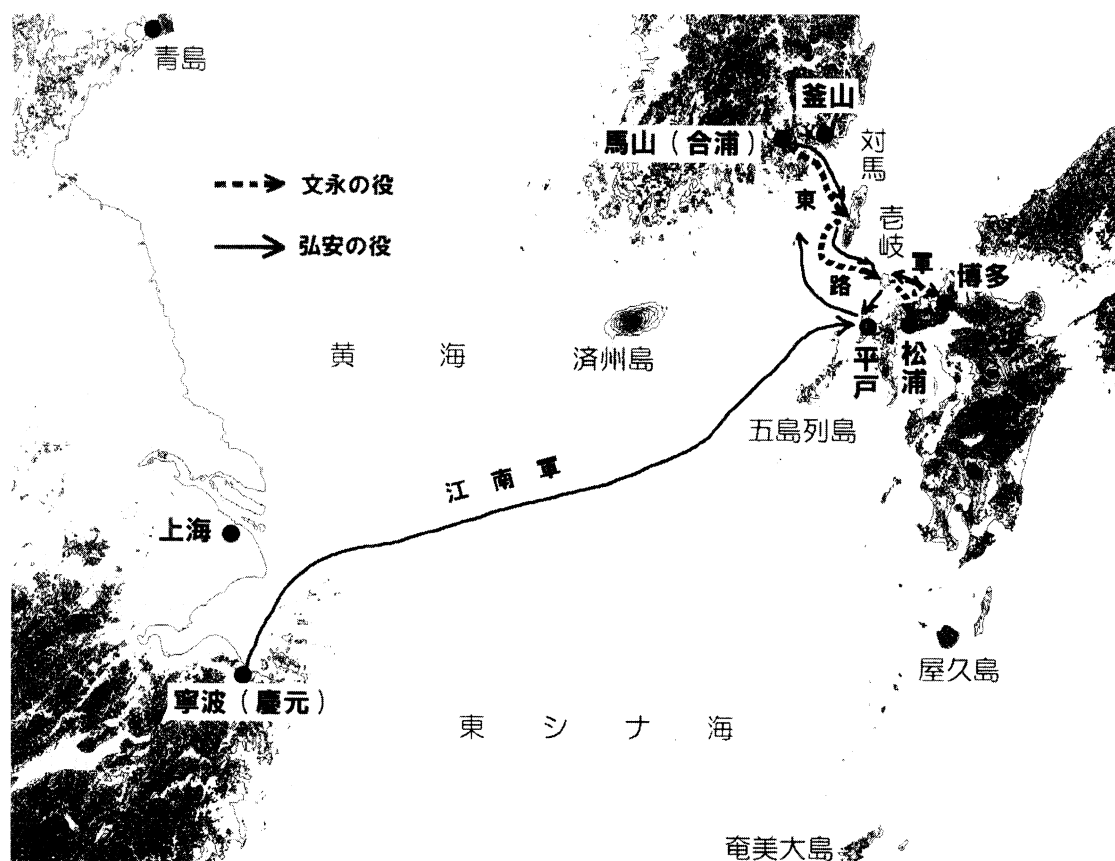 青島
釜山
馬山（合浦）
対馬
文永の役
東
壱岐
弘安の役
軍
路
博多
黄海
済州島
平戸
松浦
五島列島
江南軍
上海
屋久島
寧波（慶元）
東シナ海
奄美大島